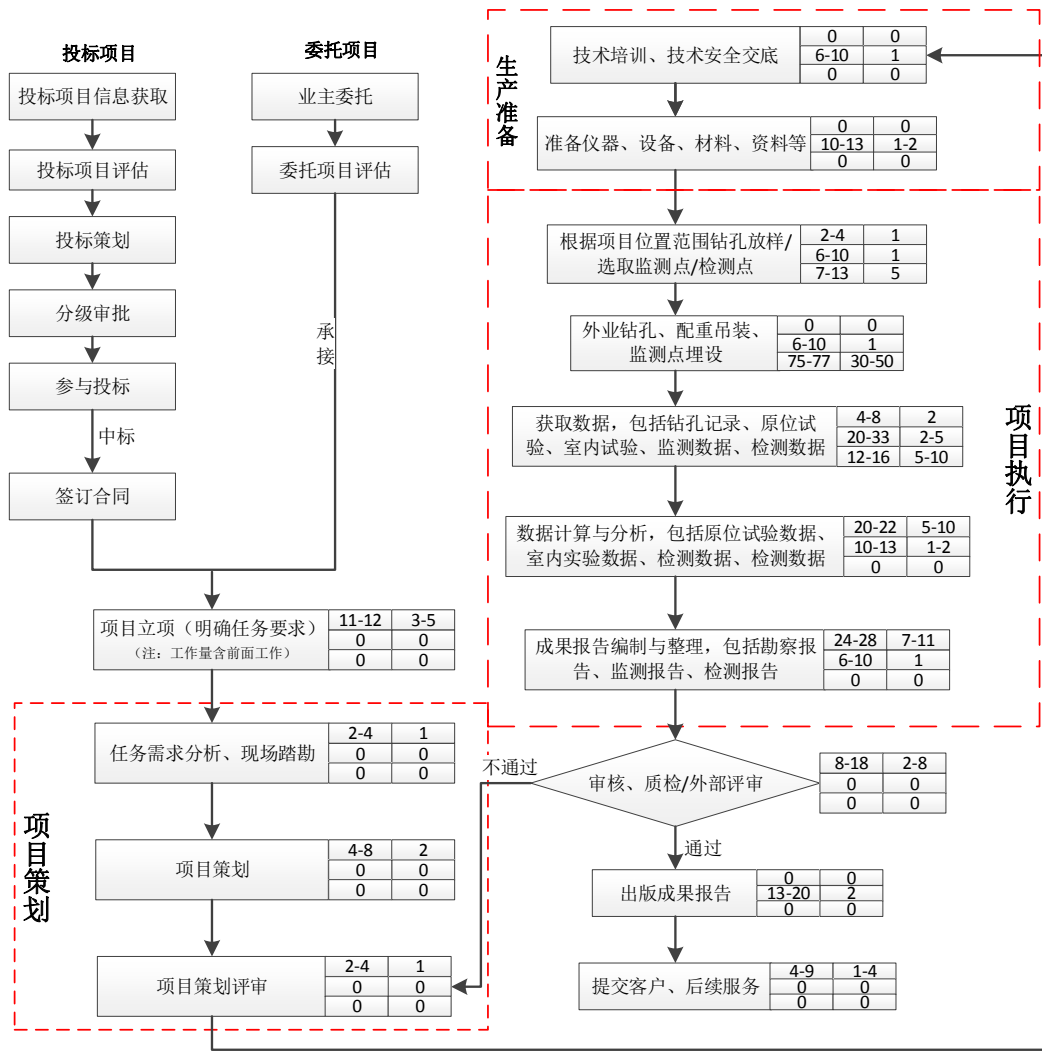 投标项目
投标项目信息获取
投标项目评估
投标策划
分级审批
参与投标
中标
签订合同
委托项目
业主委托
委托项目评估
承
接
项目立项（明确任务要求）
（注：工作量含前面工作）
11-12 3-5
0 0
0 0
项目策划
任务需求分析、现场踏勘
2-4 1
0 0
0 0
项目策划
4-8 2
0 0
0 0
项目策划评审
2-4 1
0 0
0 0
生产准备
技术培训、技术安全交底
0 0
6-10 1
0 0
准备仪器、设备、材料、资料等
0 0
10-13 1-2
0 0
项目执行
根据项目位置范围钻孔放样/
选取监测点/检测点
2-4 1
6-10 1
7-13 5
外业钻孔、配重吊装、
监测点埋设
0 0
6-10 1
75-77 30-50
获取数据，包括钻孔记录、原位试
验、室内试验、监测数据、检测数据
4-8 2
20-33 2-5
12-16 5-10
数据计算与分析，包括原位试验数据、
室内实验数据、检测数据、检测数据
20-22 5-10
10-13 1-2
0 0
成果报告编制与整理，包括勘察报
告、监测报告、检测报告
24-28 7-11
6-10 1
0 0
不通过
审核、质检/外部评审
8-18 2-8
0 0
0 0
通过
出版成果报告
0 0
13-20 2
0 0
提交客户、后续服务
4-9 1-4
0 0
0 0